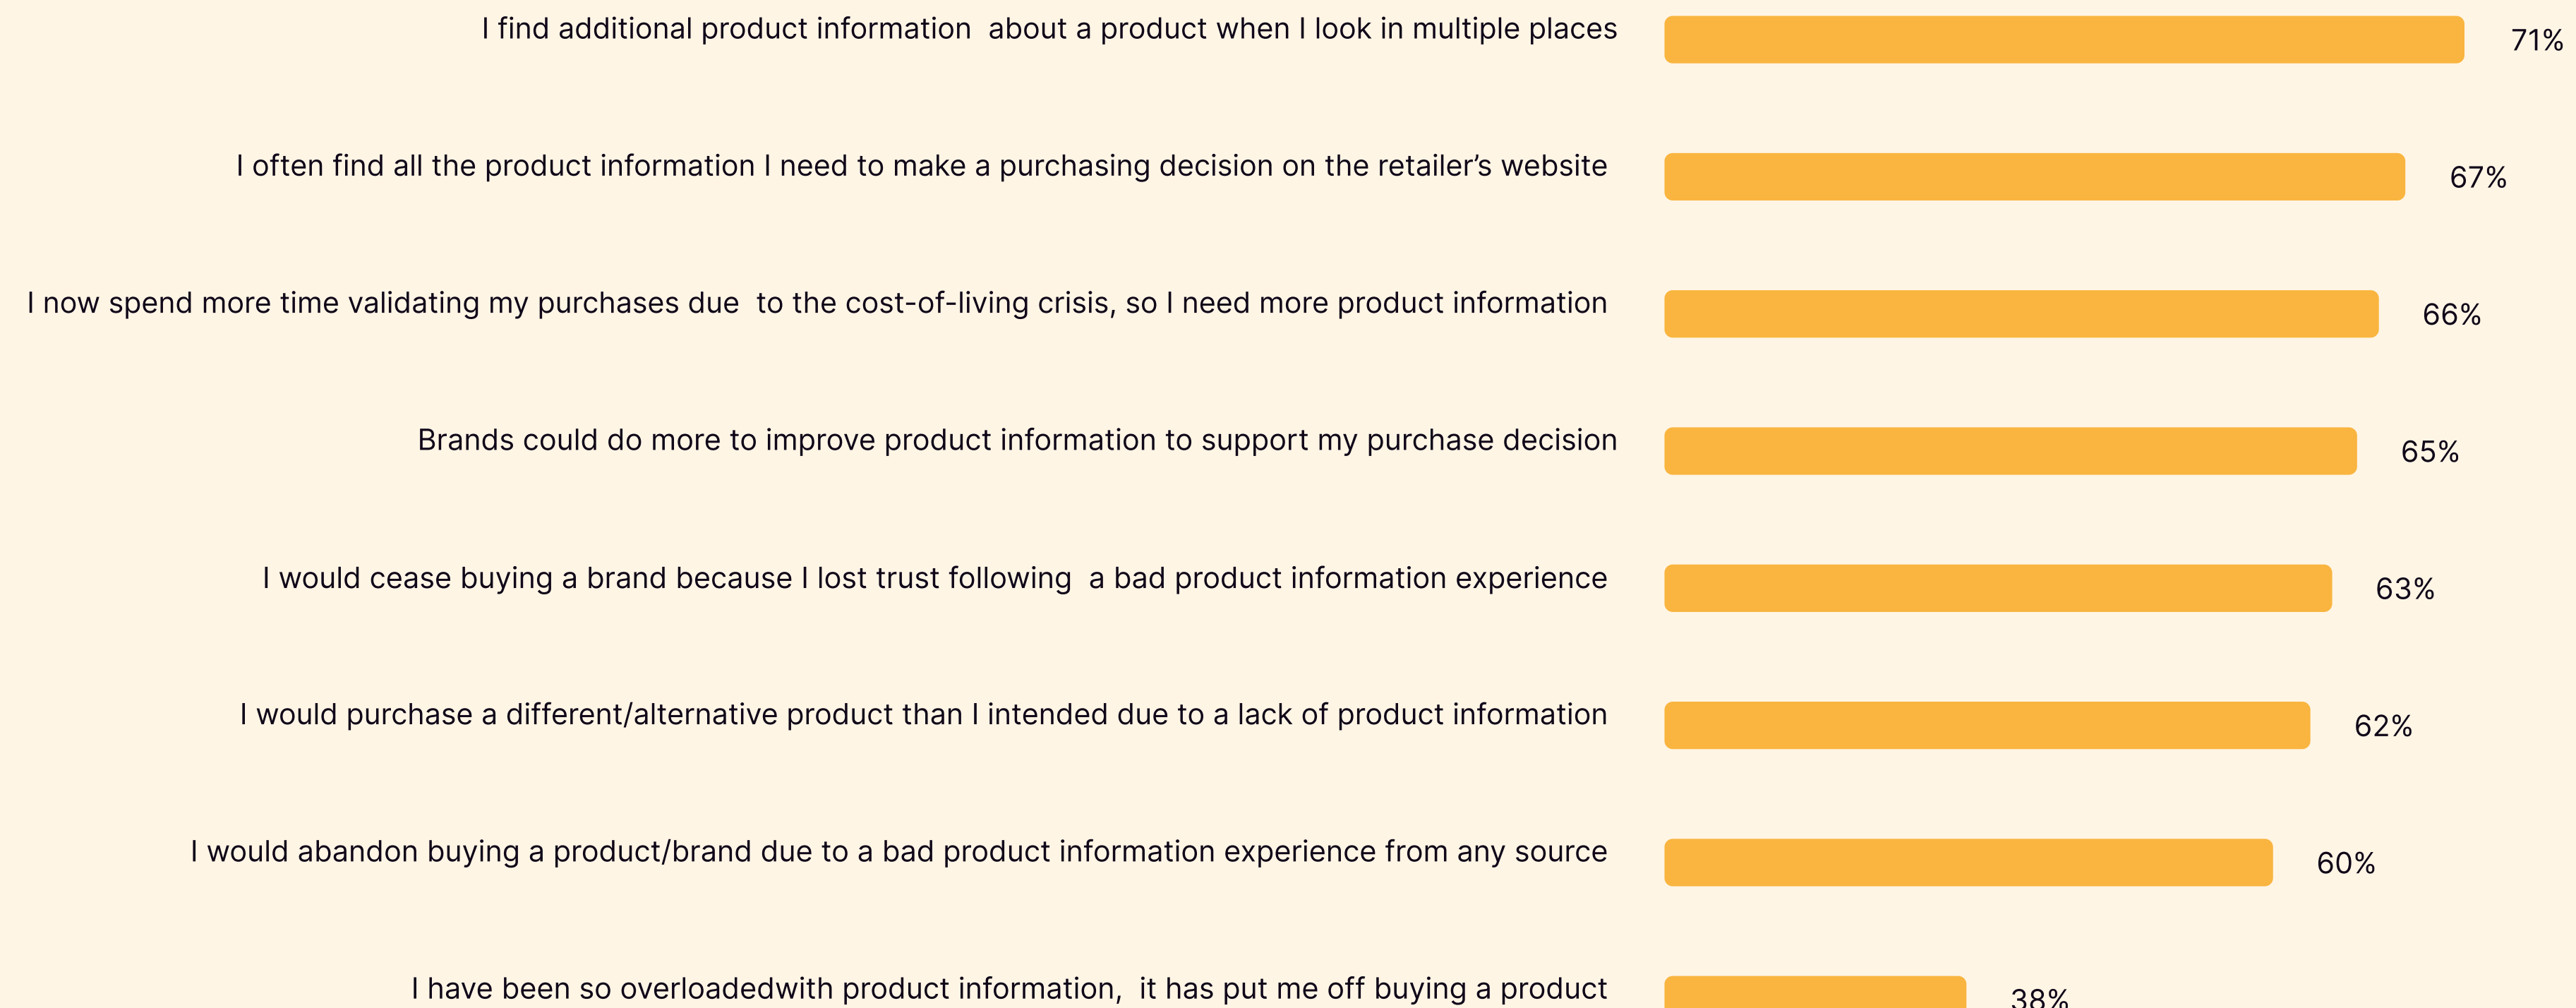 I find additional product information  about a product when I look in multiple places 71%
I often find all the product information I need to make a purchasing decision on the retailer’s website 67%
I now spend more time validating my purchases due  to the cost-of-living crisis, so I need more product information 66%
Brands could do more to improve product information to support my purchase decision 65%
I would cease buying a brand because I lost trust following  a bad product information experience 63%
I would purchase a different/alternative product than I intended due to a lack of product information 62%
I would abandon buying a product/brand due to a bad product information experience from any source 60%
I have been so overloadedwith product information,  it has put me off buying a product 38%